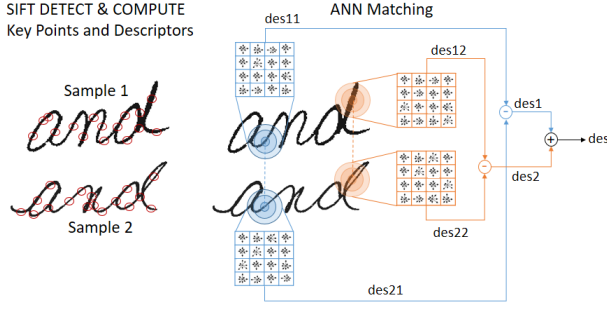 SIFT DETECT & COMPUTE
Key Points and Descriptors
ANN Matching
des11
des12
Sample 1
and
and
des1
-
+
des
-
des2
and
and
Sample 2
des22
des21